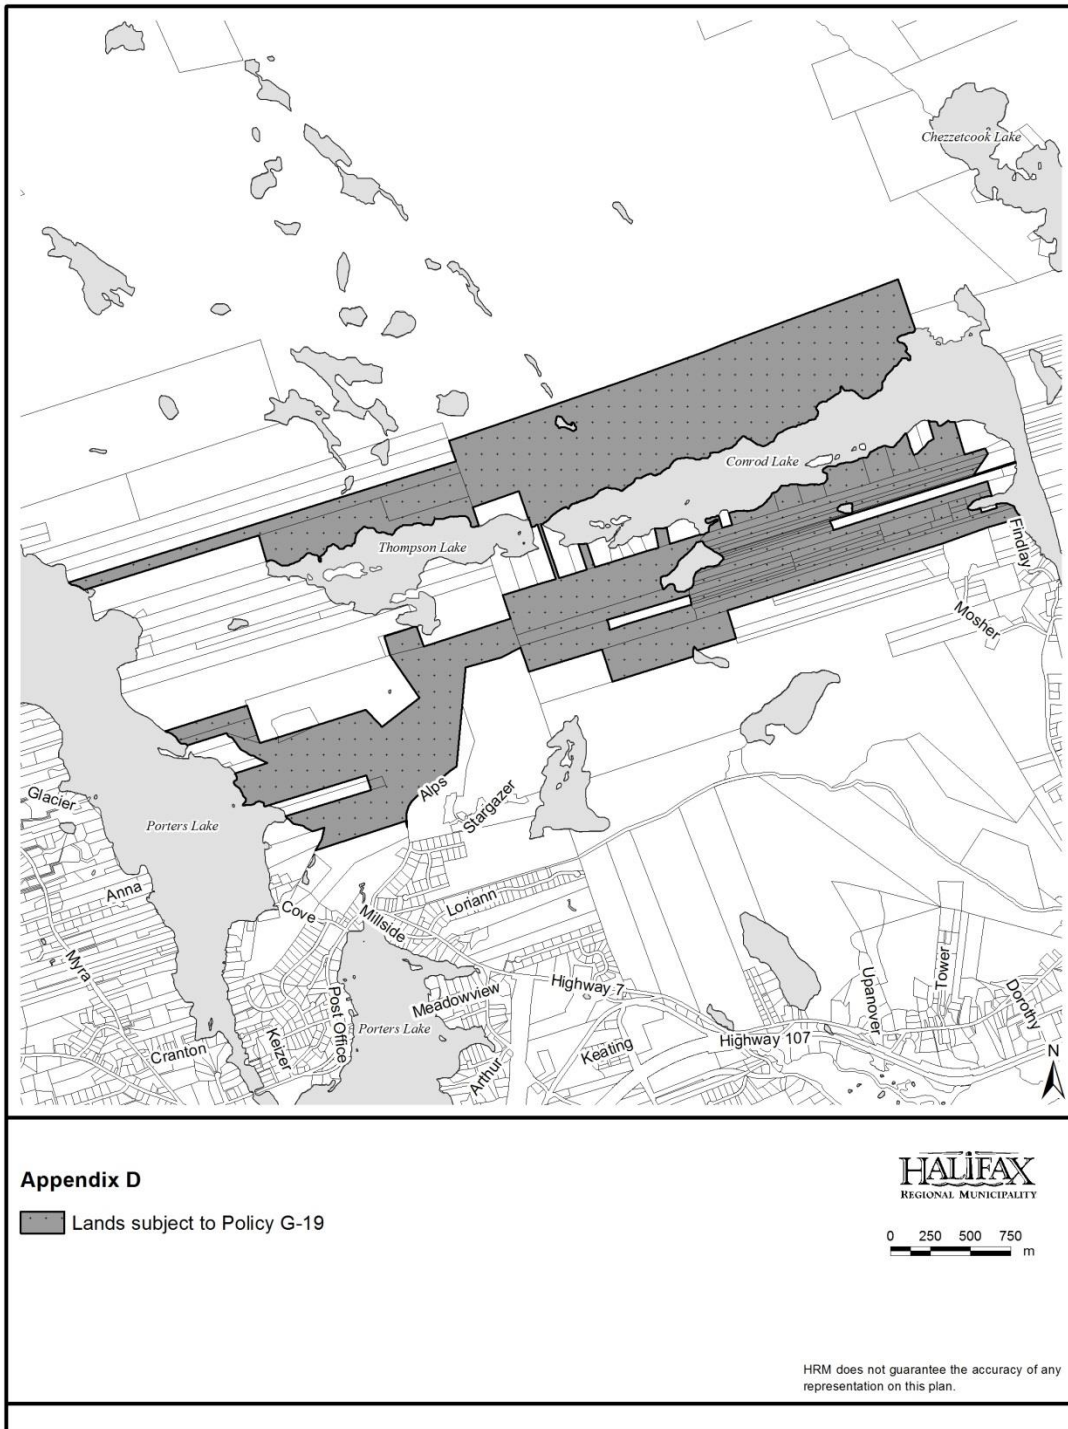 Chezzetcook Lake
Conrod Lake
Thompson Lake
Findlay
Mosher
Alps
Stargazer
Glacier
Porters Lake
Anna
Loriann
Cove
Millside
Myra
Highway 7
Meadowview
Post Office
Upanover
Tower
Dorothy
Porters Lake
Keizer
Cranton
Keating
Highway 107
Arthur
N
Appendix D
Lands subject to Policy G-19
HALIFAX
REGIONAL MUNICIPALITY
0 250 500 750
m
HRM does not guarantee the accuracy of any
representation on this plan.